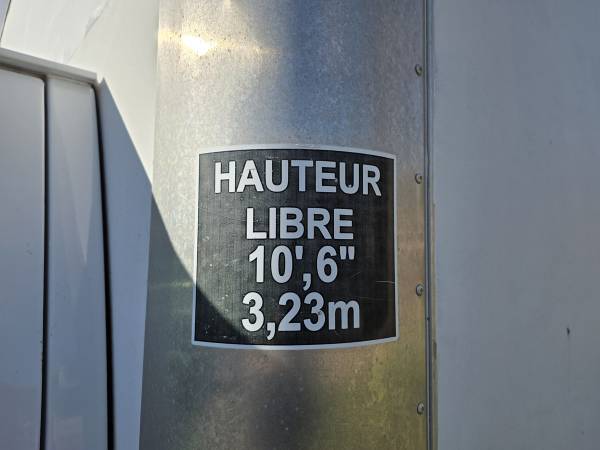 HAUTEUR
LIBRE
10',6"
3,23m